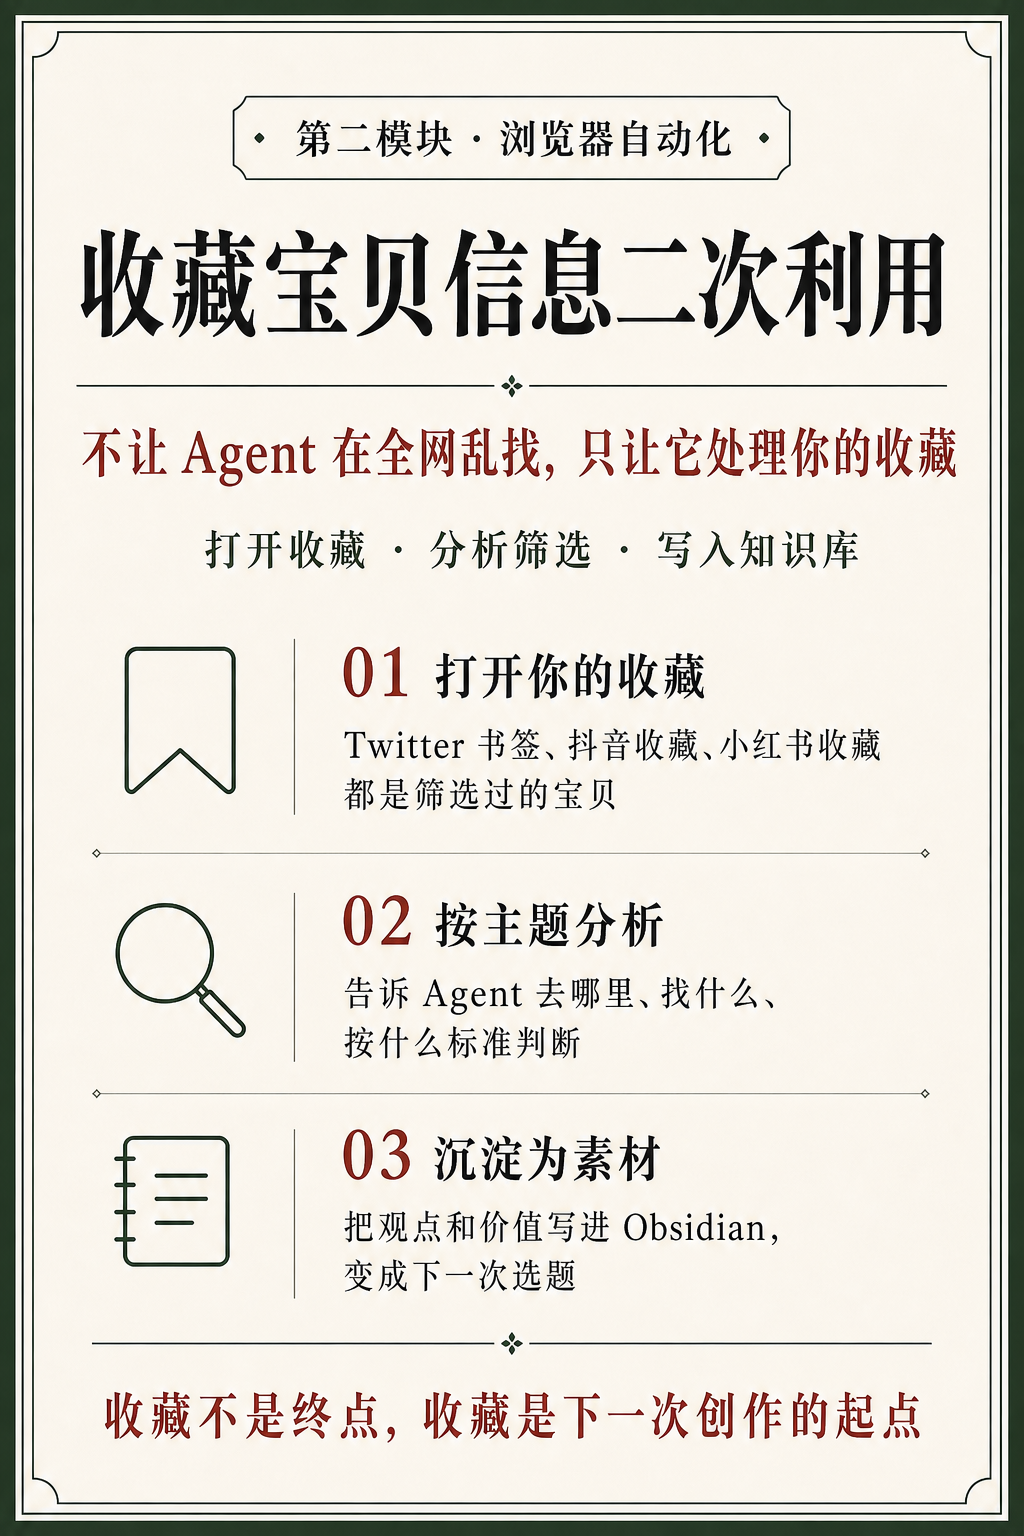 第二模块 · 浏览器自动化
收藏宝贝信息二次利用
不让 Agent 在全网乱找，只让它处理你的收藏
打开收藏 · 分析筛选 · 写入知识库
01 打开你的收藏
Twitter 书签、抖音收藏、小红书收藏
都是筛选过的宝贝
02 按主题分析
告诉 Agent 去哪里、找什么、
按什么标准判断
03 沉淀为素材
把观点和价值写进 Obsidian，
变成下一次选题
收藏不是终点，收藏是下一次创作的起点